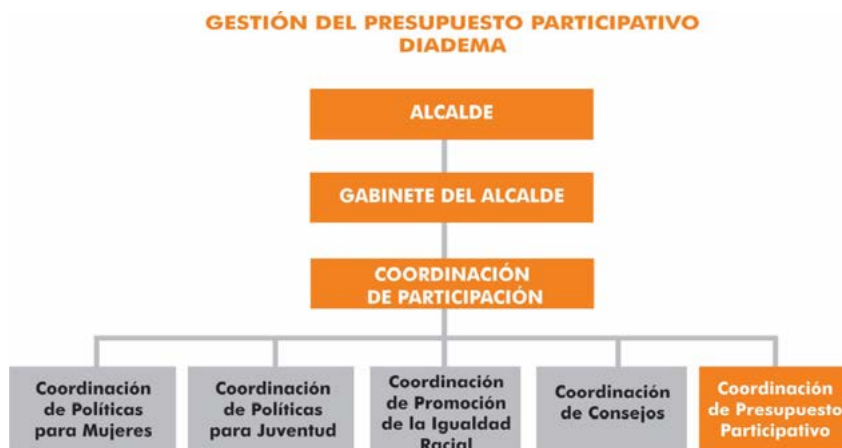 GESTIÓN DEL PRESUPUESTO PARTICIPATIVO
DIADEMA
ALCALDE
GABINETE DEL ALCALDE
COORDINACIÓN
DE PARTICIPACIÓN
Coordinación
de Políticas
para Mujeres
Coordinación
de Políticas
para Juventud
Coordinación
de Promoción
de la Igualdad
Racial
Coordinación
de Consejos
Coordinación
de Presupuesto
Participativo